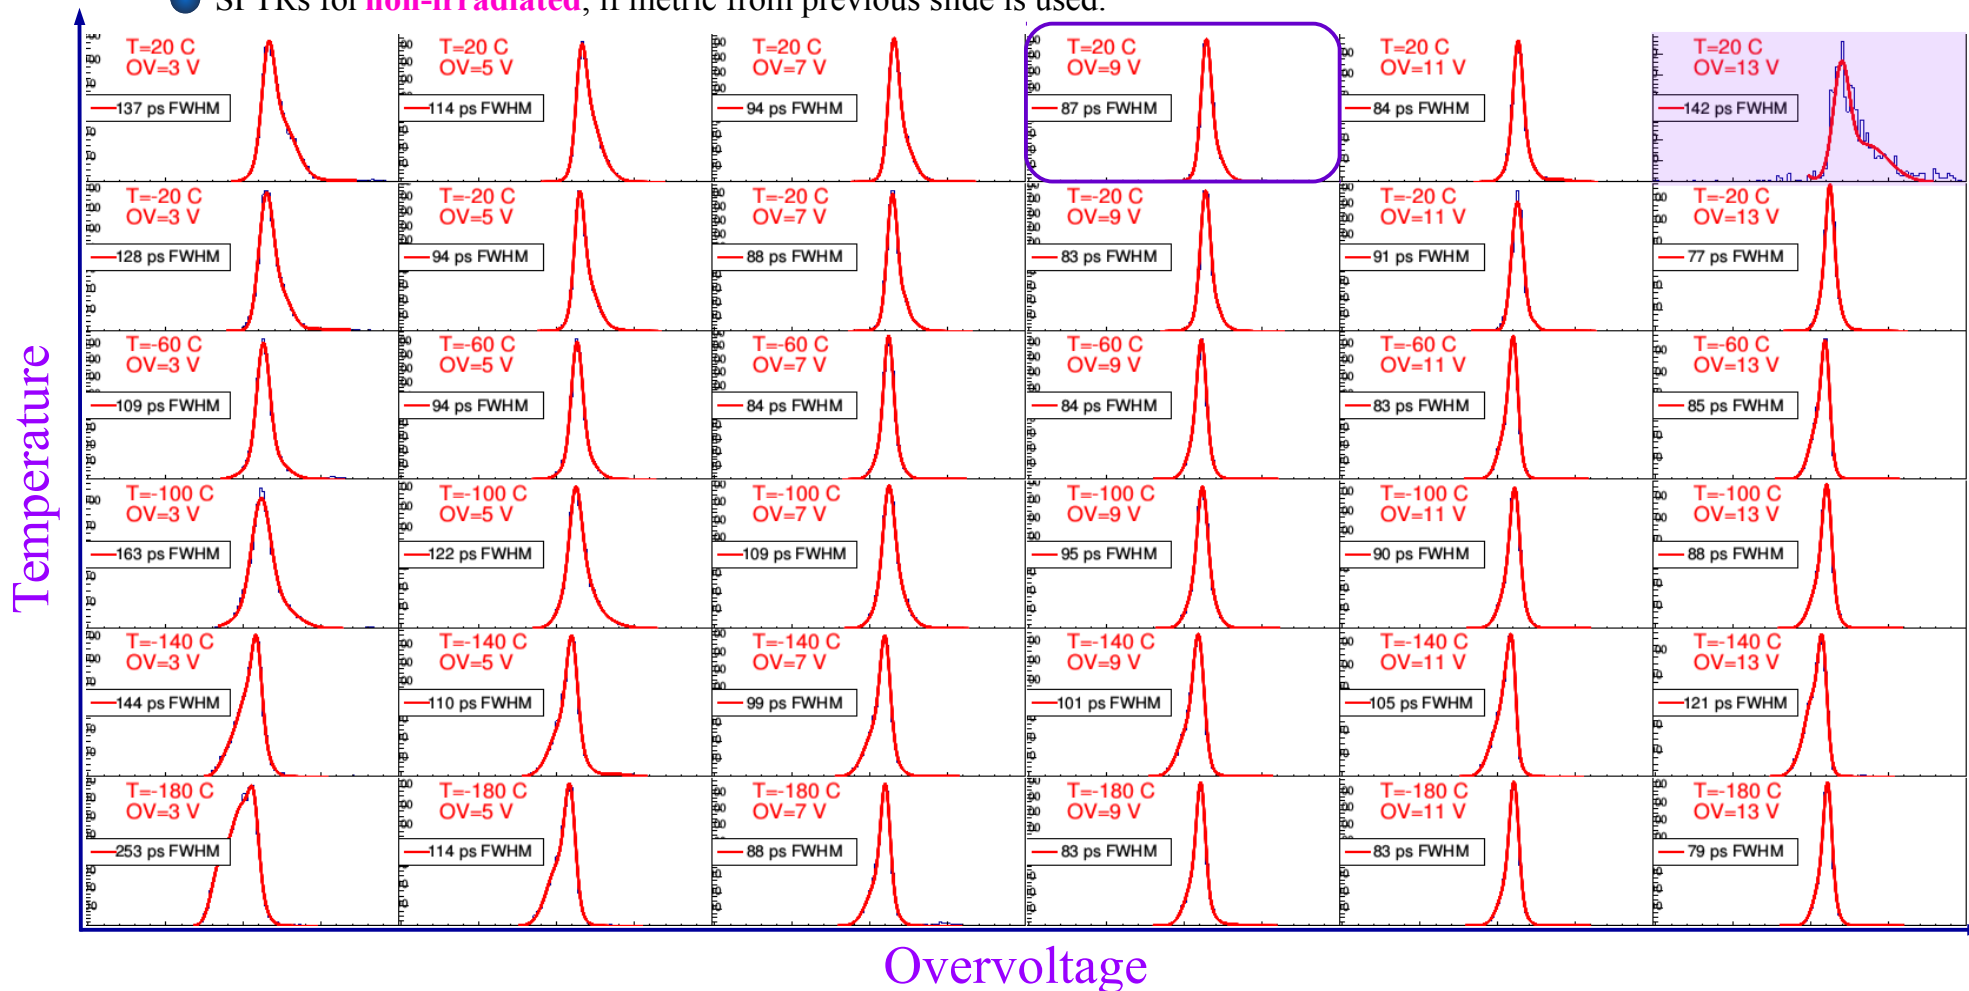 SPTRs for non-irradiated, if metric from previous slide is used.
T=20 C
OV=3 V
137 ps FWHM
T=20 C
OV=5 V
114 ps FWHM
T=20 C
OV=7 V
94 ps FWHM
T=20 C
OV=9 V
87 ps FWHM
T=20 C
OV=11 V
84 ps FWHM
T=20 C
OV=13 V
142 ps FWHM
T=-20 C
OV=3 V
128 ps FWHM
T=-20 C
OV=5 V
94 ps FWHM
T=-20 C
OV=7 V
88 ps FWHM
T=-20 C
OV=9 V
83 ps FWHM
T=-20 C
OV=11 V
91 ps FWHM
T=-20 C
OV=13 V
77 ps FWHM
T=-60 C
OV=3 V
109 ps FWHM
T=-60 C
OV=5 V
94 ps FWHM
T=-60 C
OV=7 V
84 ps FWHM
T=-60 C
OV=9 V
84 ps FWHM
T=-60 C
OV=11 V
83 ps FWHM
T=-60 C
OV=13 V
85 ps FWHM
T=-100 C
OV=3 V
163 ps FWHM
T=-100 C
OV=5 V
122 ps FWHM
T=-100 C
OV=7 V
109 ps FWHM
T=-100 C
OV=9 V
95 ps FWHM
T=-100 C
OV=11 V
90 ps FWHM
T=-100 C
OV=13 V
88 ps FWHM
T=-140 C
OV=3 V
144 ps FWHM
T=-140 C
OV=5 V
110 ps FWHM
T=-140 C
OV=7 V
99 ps FWHM
T=-140 C
OV=9 V
101 ps FWHM
T=-140 C
OV=11 V
105 ps FWHM
T=-140 C
OV=13 V
121 ps FWHM
T=-180 C
OV=3 V
253 ps FWHM
T=-180 C
OV=5 V
114 ps FWHM
T=-180 C
OV=7 V
88 ps FWHM
T=-180 C
OV=9 V
83 ps FWHM
T=-180 C
OV=11 V
83 ps FWHM
T=-180 C
OV=13 V
79 ps FWHM
Temperature
Overvoltage